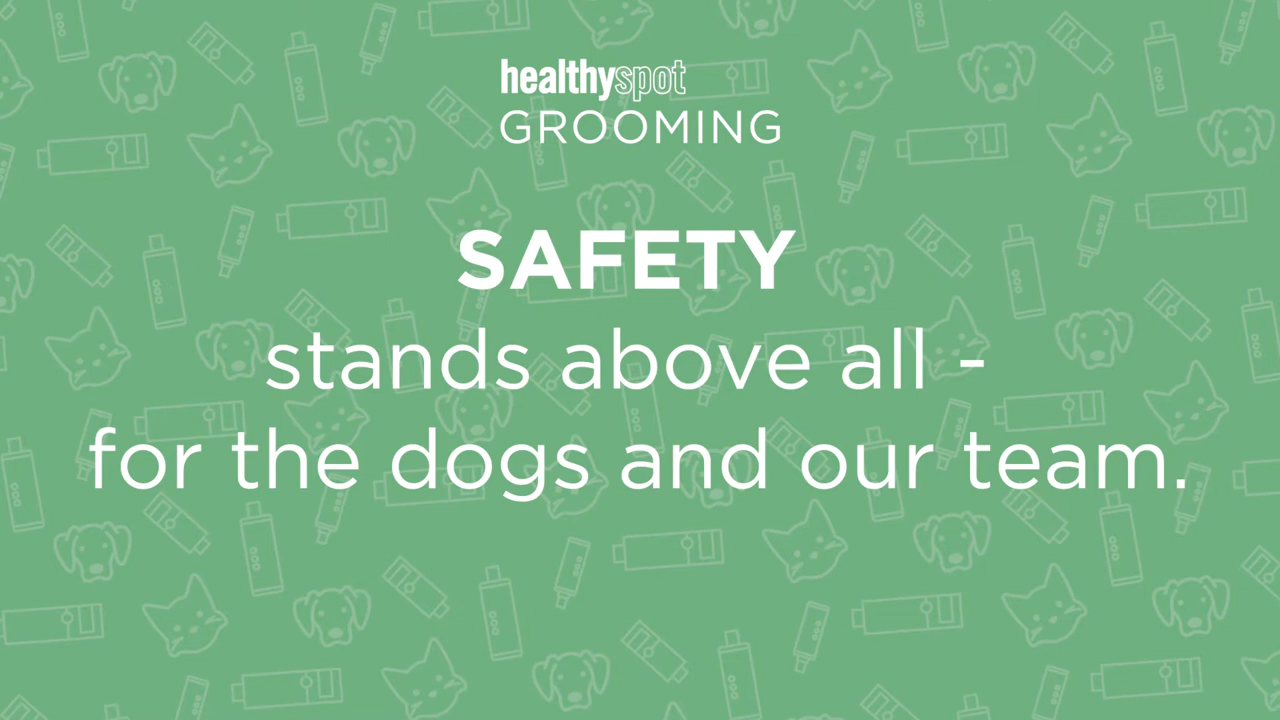 healthyspot
GROOMING
SAFETY
stands above all -
for the dogs and our team.